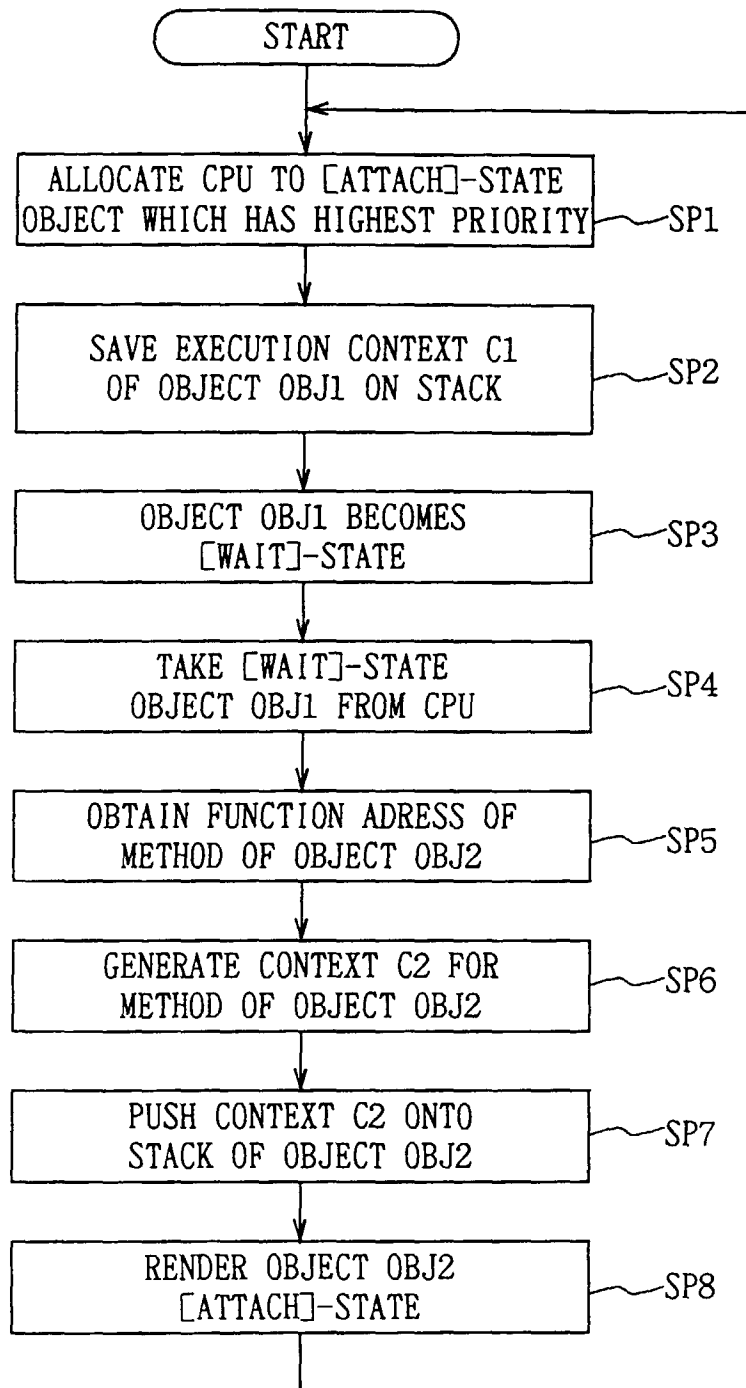 START
ALLOCATE CPU TO [ATTACH]-STATE
OBJECT WHICH HAS HIGHEST PRIORITY
SP1
SAVE EXECUTION CONTEXT C1
OF OBJECT OBJ1 ON STACK
SP2
OBJECT OBJ1 BECOMES
[WAIT]-STATE
SP3
TAKE [WAIT]-STATE
OBJECT OBJ1 FROM CPU
SP4
OBTAIN FUNCTION ADRESS OF
METHOD OF OBJECT OBJ2
SP5
GENERATE CONTEXT C2 FOR
METHOD OF OBJECT OBJ2
SP6
PUSH CONTEXT C2 ONTO
STACK OF OBJECT OBJ2
SP7
RENDER OBJECT OBJ2
[ATTACH]-STATE
SP8